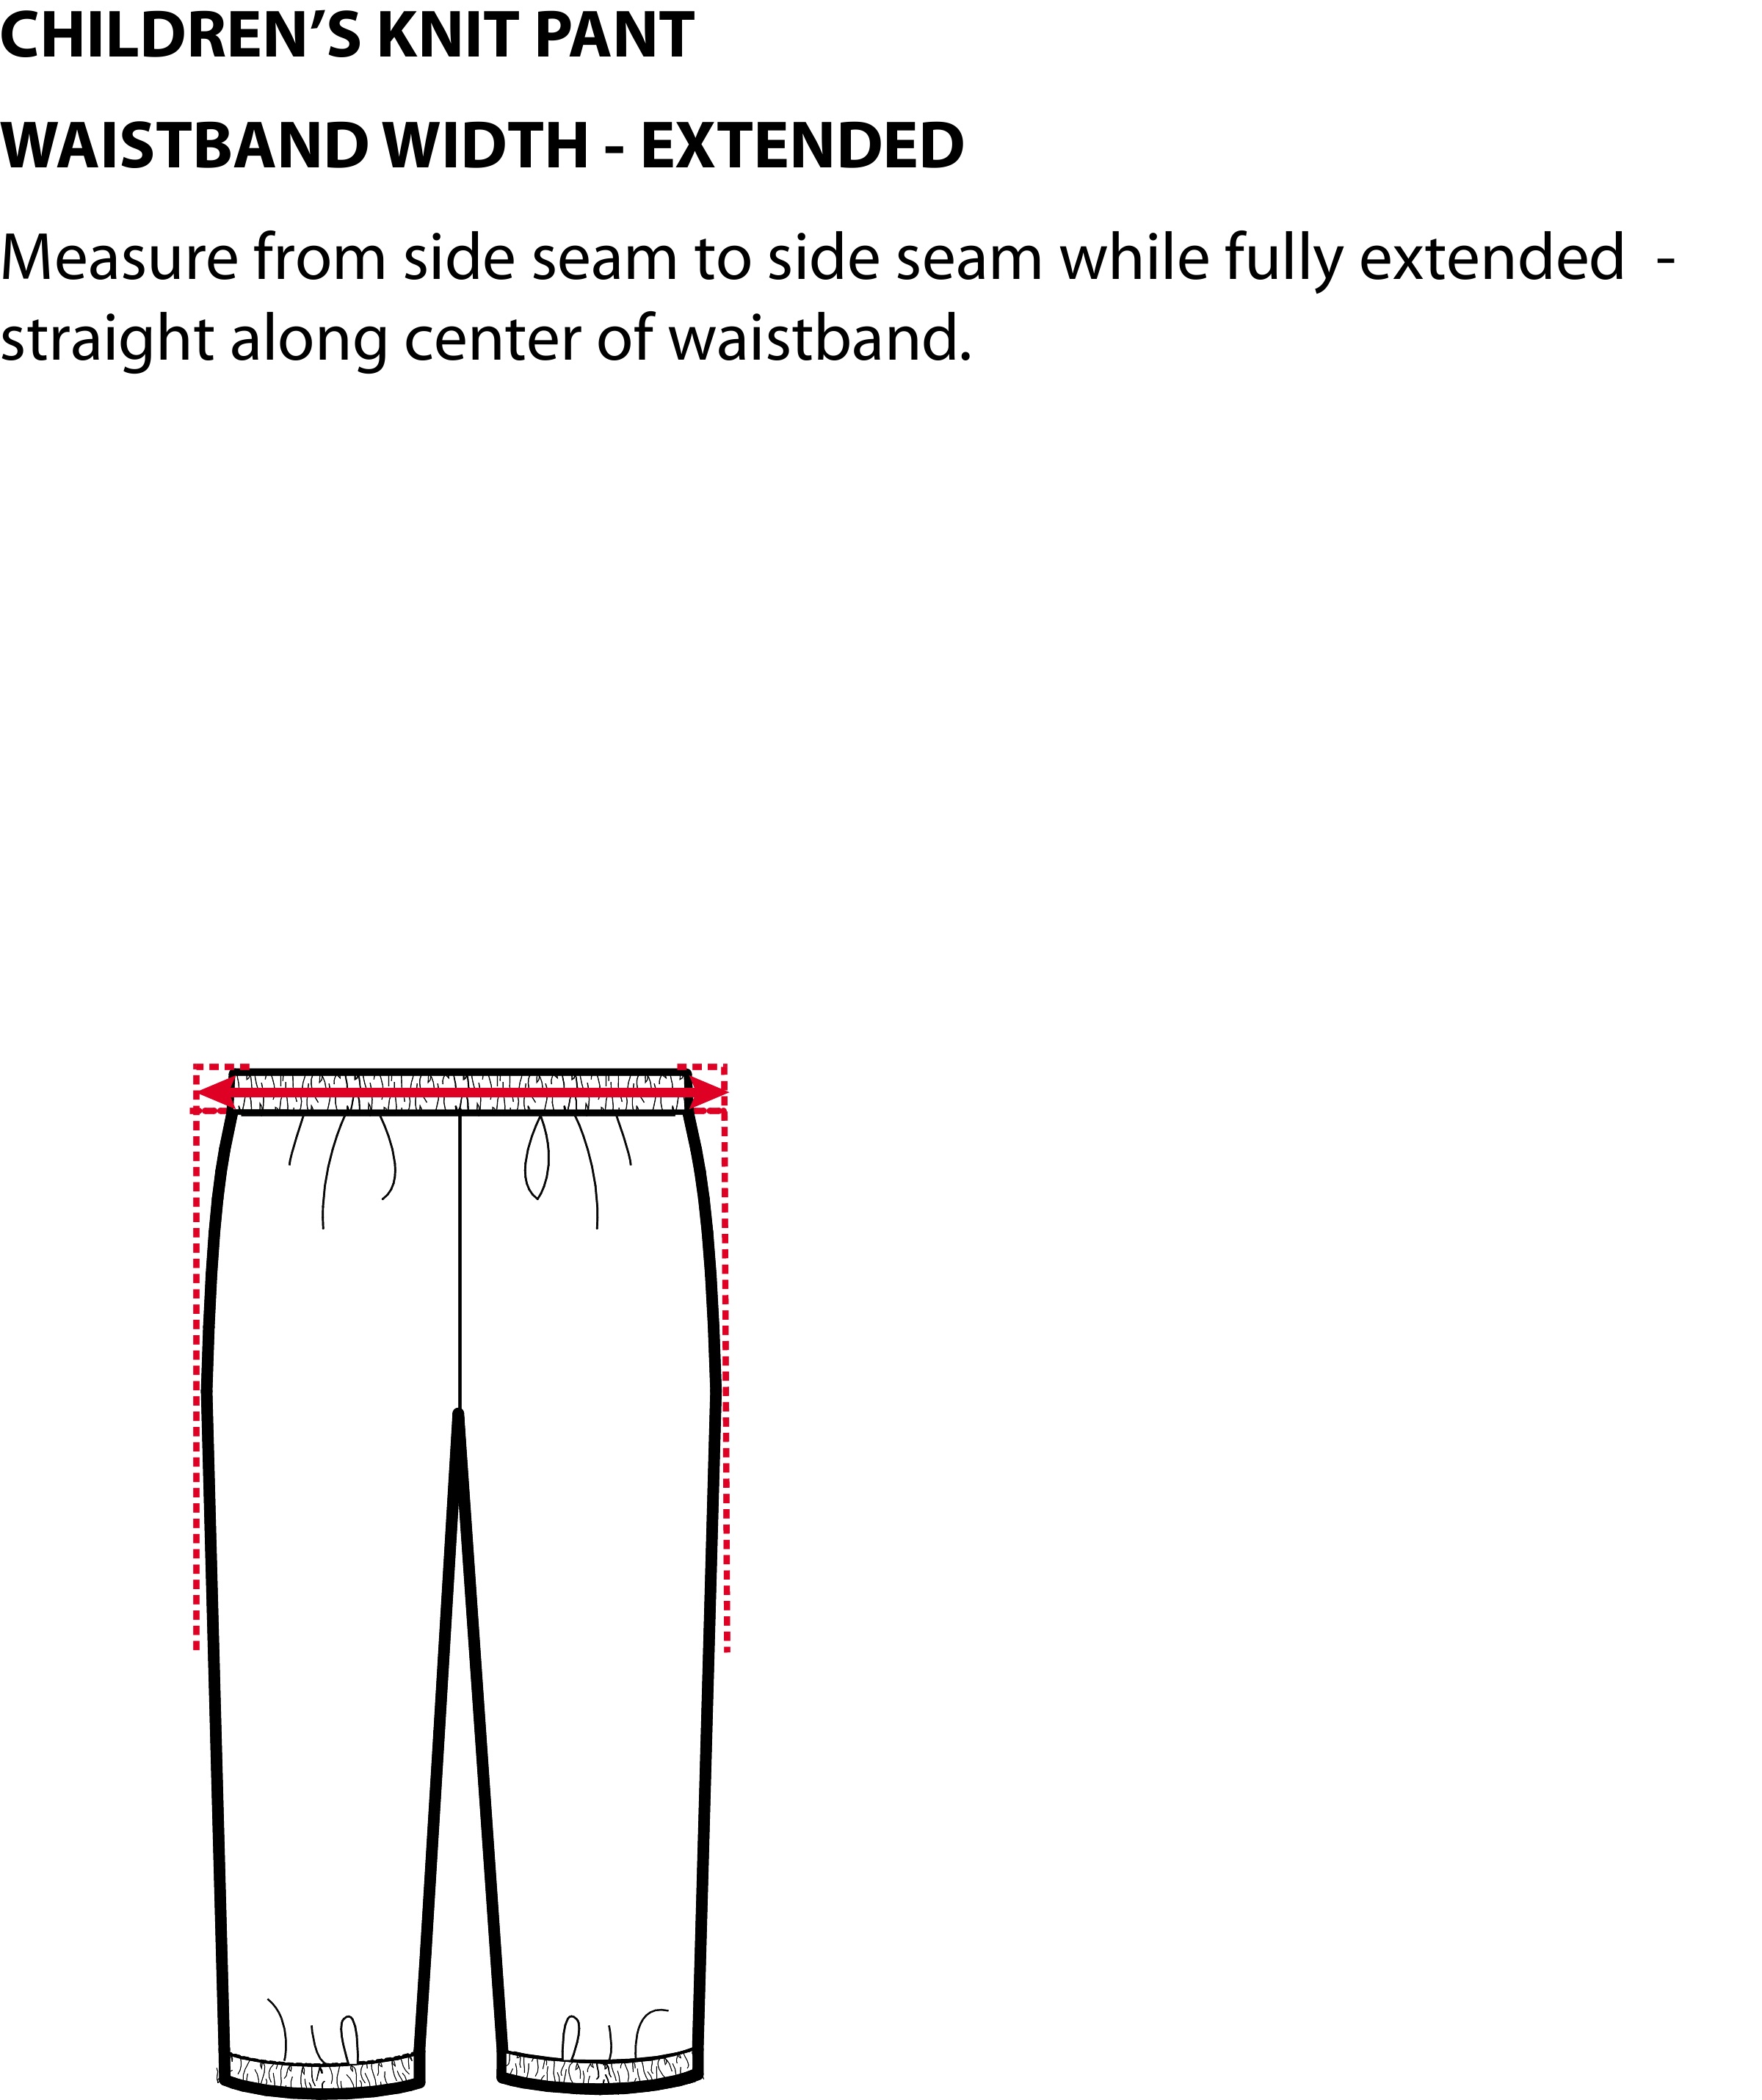 CHILDREN’S KNIT PANT
WAISTBAND WIDTH - EXTENDED
Measure from side seam to side seam while fully extended  -
straight along center of waistband.